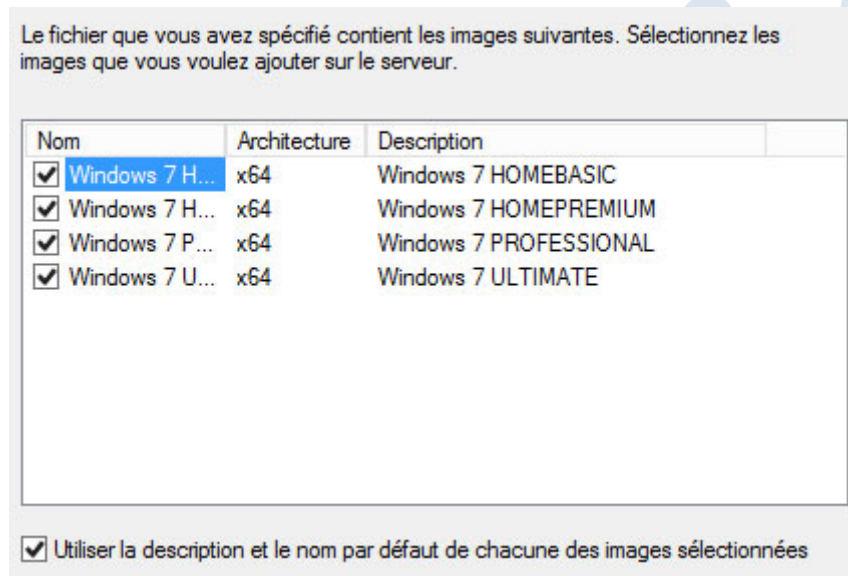 Le fichier que vous avez spécifié contient les images suivantes. Sélectionnez les
images que vous voulez ajouter sur le serveur.
Nom Architecture Description
Windows 7 H... x64 Windows 7 HOMEBASIC
Windows 7 H... x64 Windows 7 HOMEPREMIUM
Windows 7 P... x64 Windows 7 PROFESSIONAL
Windows 7 U... x64 Windows 7 ULTIMATE
Utiliser la description et le nom par défaut de chacune des images sélectionnées